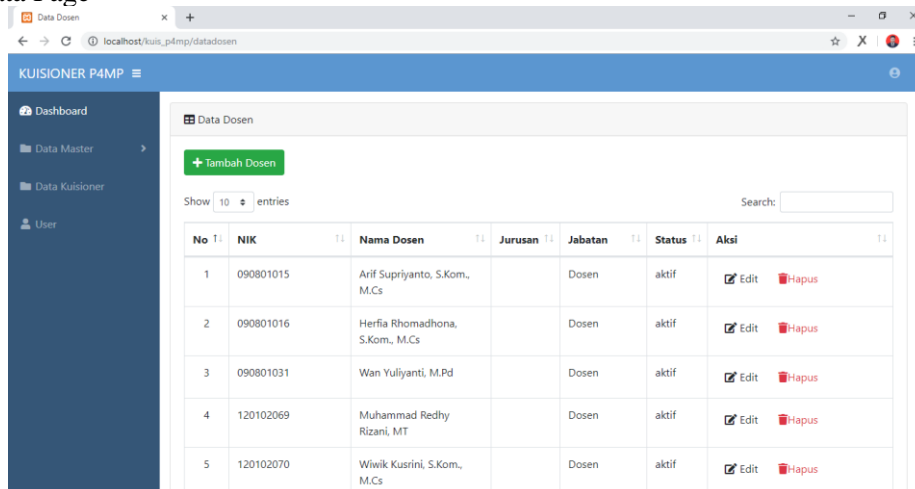 ta Page
Data Dosen
localhost/kuis_p4mp/datadosen
KUISIONER P4MP
Dashboard
Data Master
Data Kuisioner
User
Data Dosen
Tambah Dosen
Show 10 entries
Search:
No NIK Nama Dosen Jurusan Jabatan Status Aksi
1 090801015 Arif Supriyanto, S.Kom., Dosen aktif Edit Hapus
M.Cs
2 090801016 Herfia Rhomadhona, Dosen aktif Edit Hapus
S.Kom., M.Cs
3 090801031 Wan Yuliyanti, M.Pd Dosen aktif Edit Hapus
4 120102069 Muhammad Redhy Dosen aktif Edit Hapus
Rizani, MT
5 120102070 Wiwik Kusrini, S.Kom., Dosen aktif Edit Hapus
M.Cs